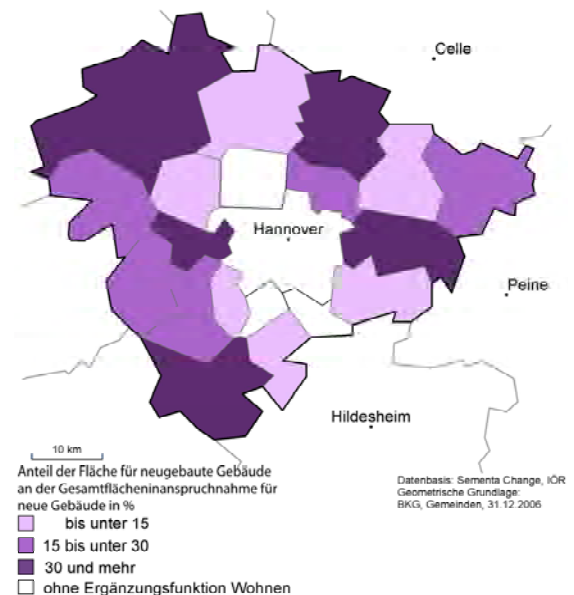 Celle
Hannover
Peine
Hildesheim
10 km
Anteil der Fläche für neugebaute Gebäude
an der Gesamtflächeninanspruchnahme für
neue Gebäude in %
bis unter 15
15 bis unter 30
30 und mehr
ohne Ergänzungsfunktion Wohnen
Datenbasis: Sementa Change, IÖR
Geometrische Grundlage:
BKG, Gemeinden, 31.12.2006